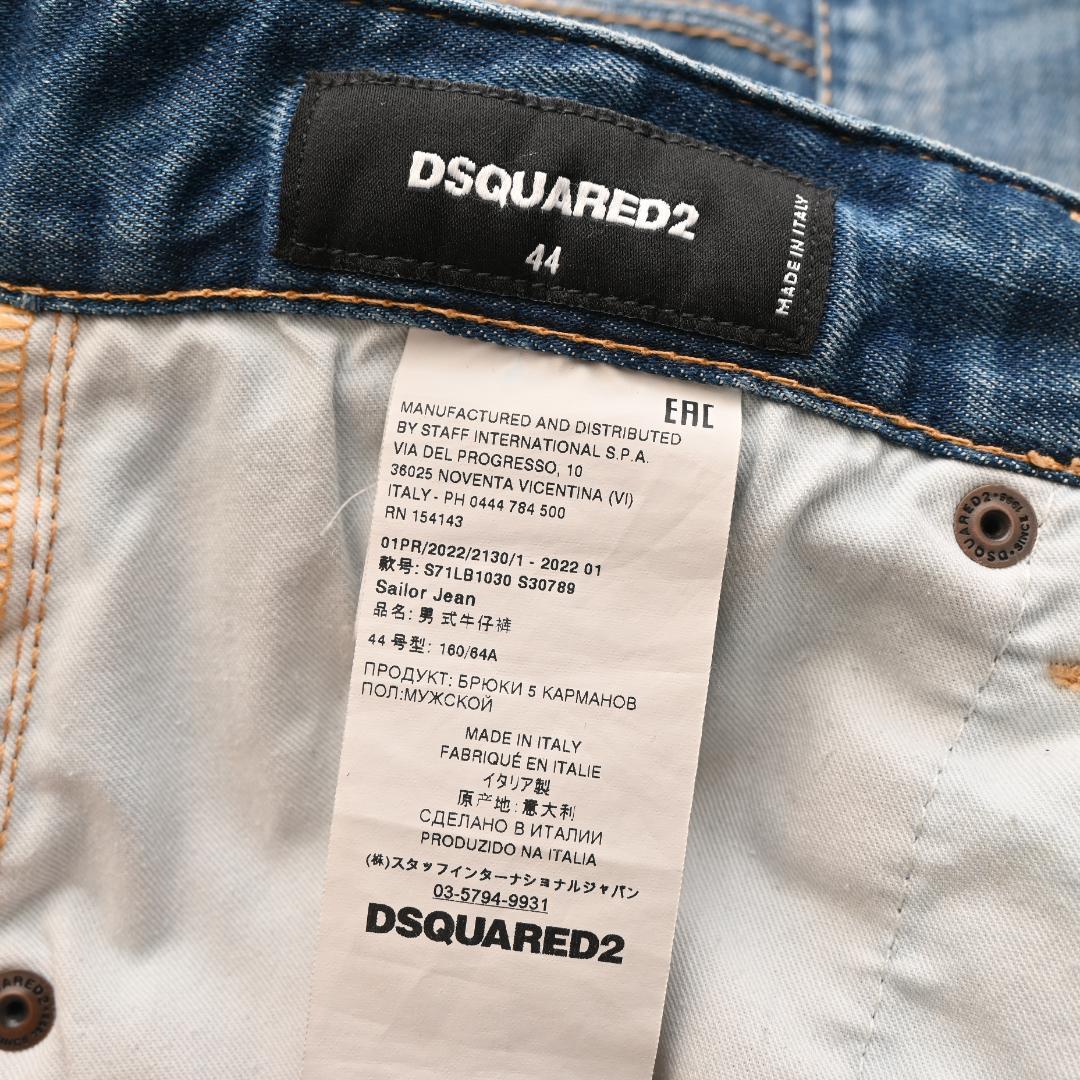 DSQUARED2
44
MADE IN ITALY
EAC
MANUFACTURED AND DISTRIBUTED
BY STAFF INTERNATIONAL S.P.A.
VIA DEL PROGRESSO, 10
36025 NOVENTA VICENTINA (VI)
ITALY - PH 0444 784 500
RN 154143
01PR/2022/2130/1 - 2022 01
款号: S71LB1030 S30789
Sailor Jean
品名: 男 式牛仔裤
44 号型: 160/64A
ПРОДУКТ: БРЮКИ 5 КАРМАНОВ
ПОЛ:МУЖСКОЙ
MADE IN ITALY
FABRIQUÉ EN ITALIE
イタリア製
原产地: 意大利
СДЕЛАНО В ИТАЛИИ
PRODUZIDO NA ITALIA
(株)スタッフインターナショナルジャパン
03-5794-9931
DSQUARED2
DSQUARED2 • SINCE 1995 •